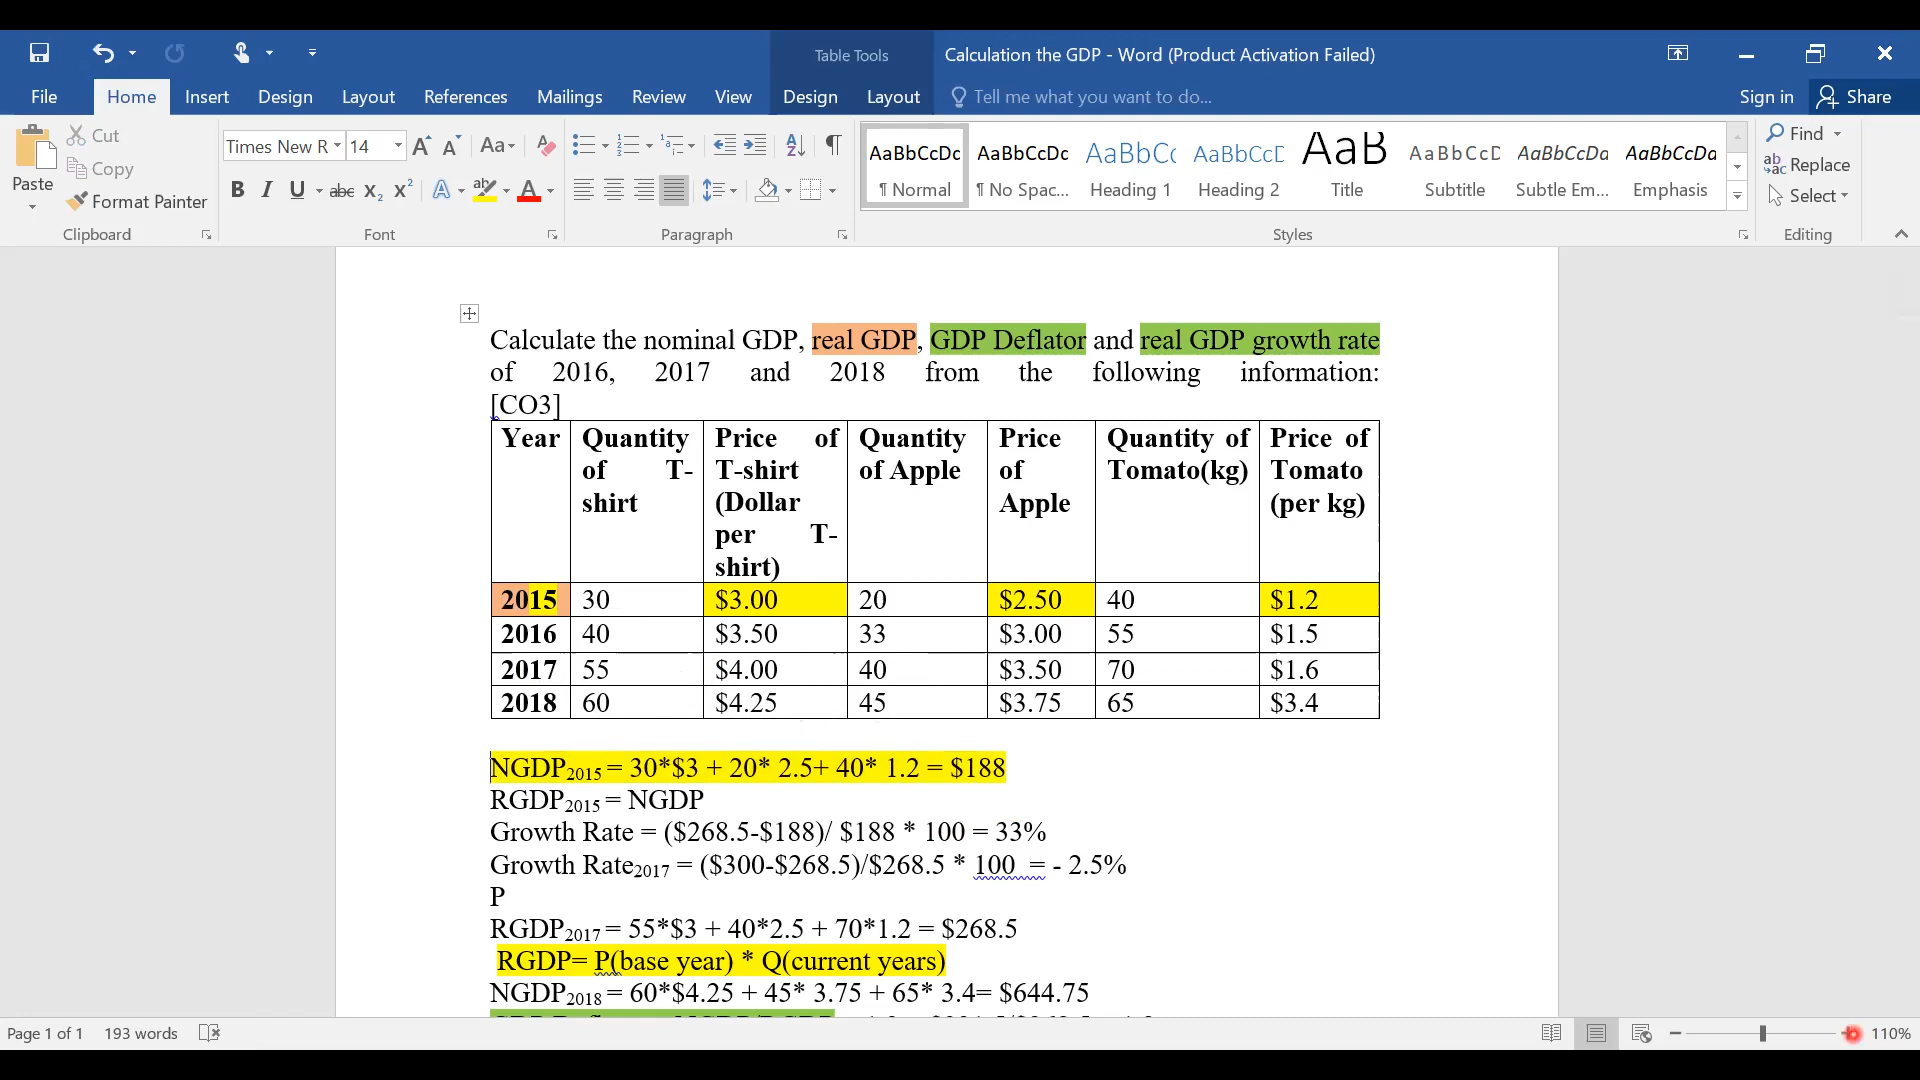 Table Tools
Calculation the GDP - Word (Product Activation Failed)
File Home Insert Design Layout References Mailings Review View Design Layout Tell me what you want to do... Sign in Share
Paste
Cut
Copy
Format Painter
Clipboard
Times New R 14
Font
Paragraph
AaBbCcDc AaBbCcDc AaBbCc AaBbCcD AaB AaBbCcD AaBbCcDa AaBbCcDa
¶ Normal ¶ No Spac... Heading 1 Heading 2 Title Subtitle Subtle Em... Emphasis
Styles
Find
Replace
Select
Editing
Calculate the nominal GDP, real GDP, GDP Deflator and real GDP growth rate
of 2016, 2017 and 2018 from the following information:
[CO3]
Year Quantity of T-shirt Price of T-shirt (Dollar per T-shirt) Quantity of Apple Price of Apple Quantity of Tomato(kg) Price of Tomato (per kg)
2015 30 $3.00 20 $2.50 40 $1.2
2016 40 $3.50 33 $3.00 55 $1.5
2017 55 $4.00 40 $3.50 70 $1.6
2018 60 $4.25 45 $3.75 65 $3.4
NGDP2015 = 30*$3 + 20* 2.5+ 40* 1.2 = $188
RGDP2015 = NGDP
Growth Rate = ($268.5-$188)/ $188 * 100 = 33%
Growth Rate2017 = ($300-$268.5)/$268.5 * 100 = - 2.5%
P
RGDP2017 = 55*$3 + 40*2.5 + 70*1.2 = $268.5
RGDP= P(base year) * Q(current years)
NGDP2018 = 60*$4.25 + 45* 3.75 + 65* 3.4= $644.75
Page 1 of 1 193 words 110%